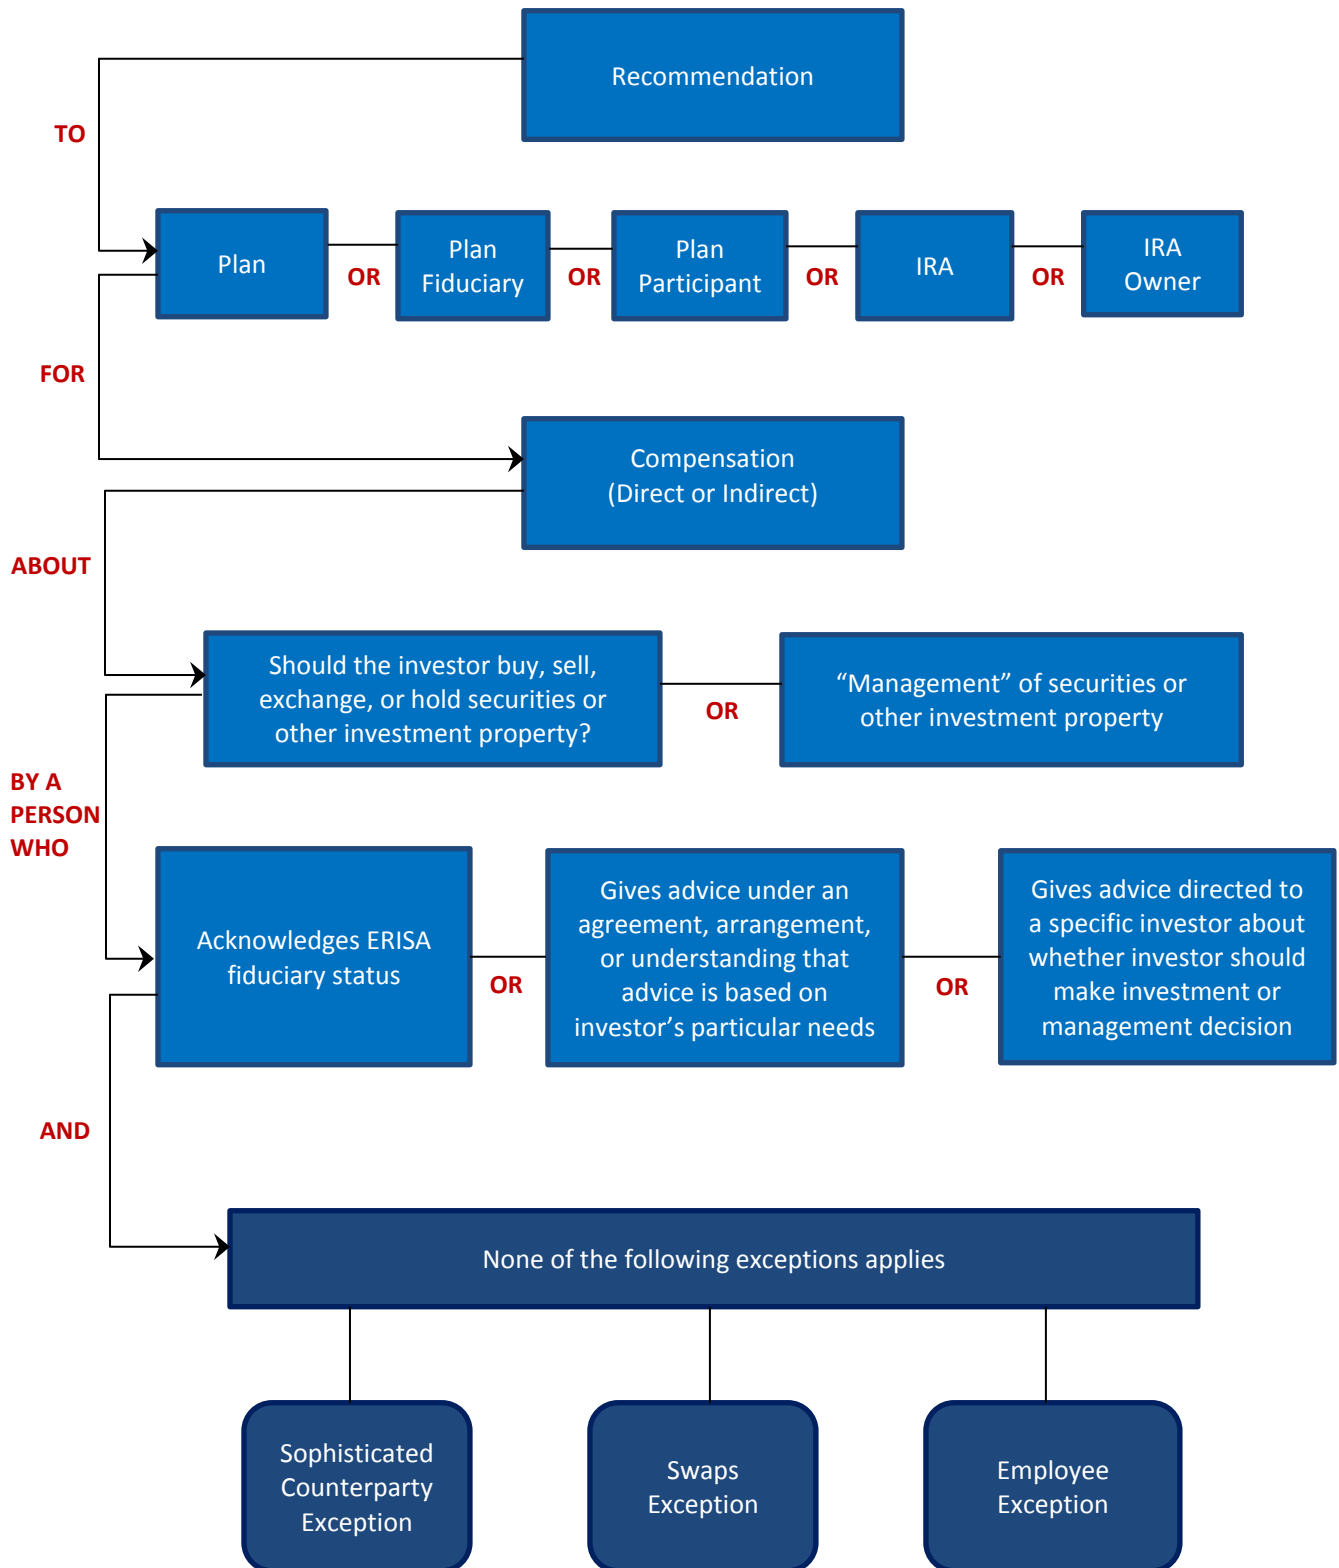 Recommendation
TO
Plan
OR
Plan
Fiduciary
OR
Plan
Participant
OR
IRA
OR
IRA
Owner
FOR
Compensation
(Direct or Indirect)
ABOUT
Should the investor buy, sell,
exchange, or hold securities or
other investment property?
OR
“Management” of securities or
other investment property
BY A
PERSON
WHO
Acknowledges ERISA
fiduciary status
OR
Gives advice under an
agreement, arrangement,
or understanding that
advice is based on
investor’s particular needs
OR
Gives advice directed to
a specific investor about
whether investor should
make investment or
management decision
AND
None of the following exceptions applies
Sophisticated
Counterparty
Exception
Swaps
Exception
Employee
Exception